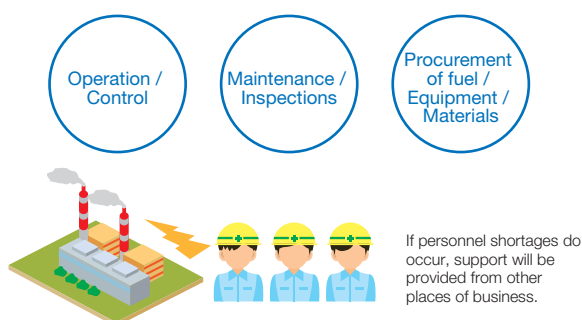 Operation /
Control
Maintenance /
Inspections
Procurement
of fuel /
Equipment /
Materials
If personnel shortages do
occur, support will be
provided from other
places of business.